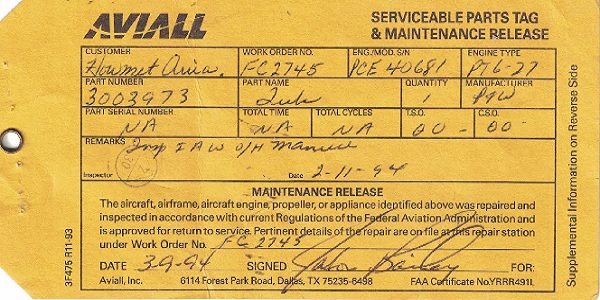 AVIALL
SERVICEABLE PARTS TAG
& MAINTENANCE RELEASE
CUSTOMER WORK ORDER NO. ENG./MOD. S/N ENGINE TYPE
Howmet Avia. FC2745 PCE 40681 PT6-27
PART NUMBER PART NAME QUANTITY MANUFACTURER
3003973 Tube 1 P&W
PART SERIAL NUMBER TOTAL TIME TOTAL CYCLES T.S.O. C.S.O.
NA NA NA -00- -00-
REMARKS Insp I A W O/H Manual
Inspector Date 2-11-94
MAINTENANCE RELEASE
The aircraft, airframe, aircraft engine, propeller, or appliance identified above was repaired and
inspected in accordance with current Regulations of the Federal Aviation Administration and
is approved for return to service. Pertinent details of the repair are on file at this repair station
under Work Order No. FC 2745
DATE 3-9-94 SIGNED John FOR:
Aviall, Inc. 6114 Forest Park Road, Dallas, TX 75235-6498 FAA Certificate No YRRR491L
3F475 R11-93
Supplemental Information on Reverse Side